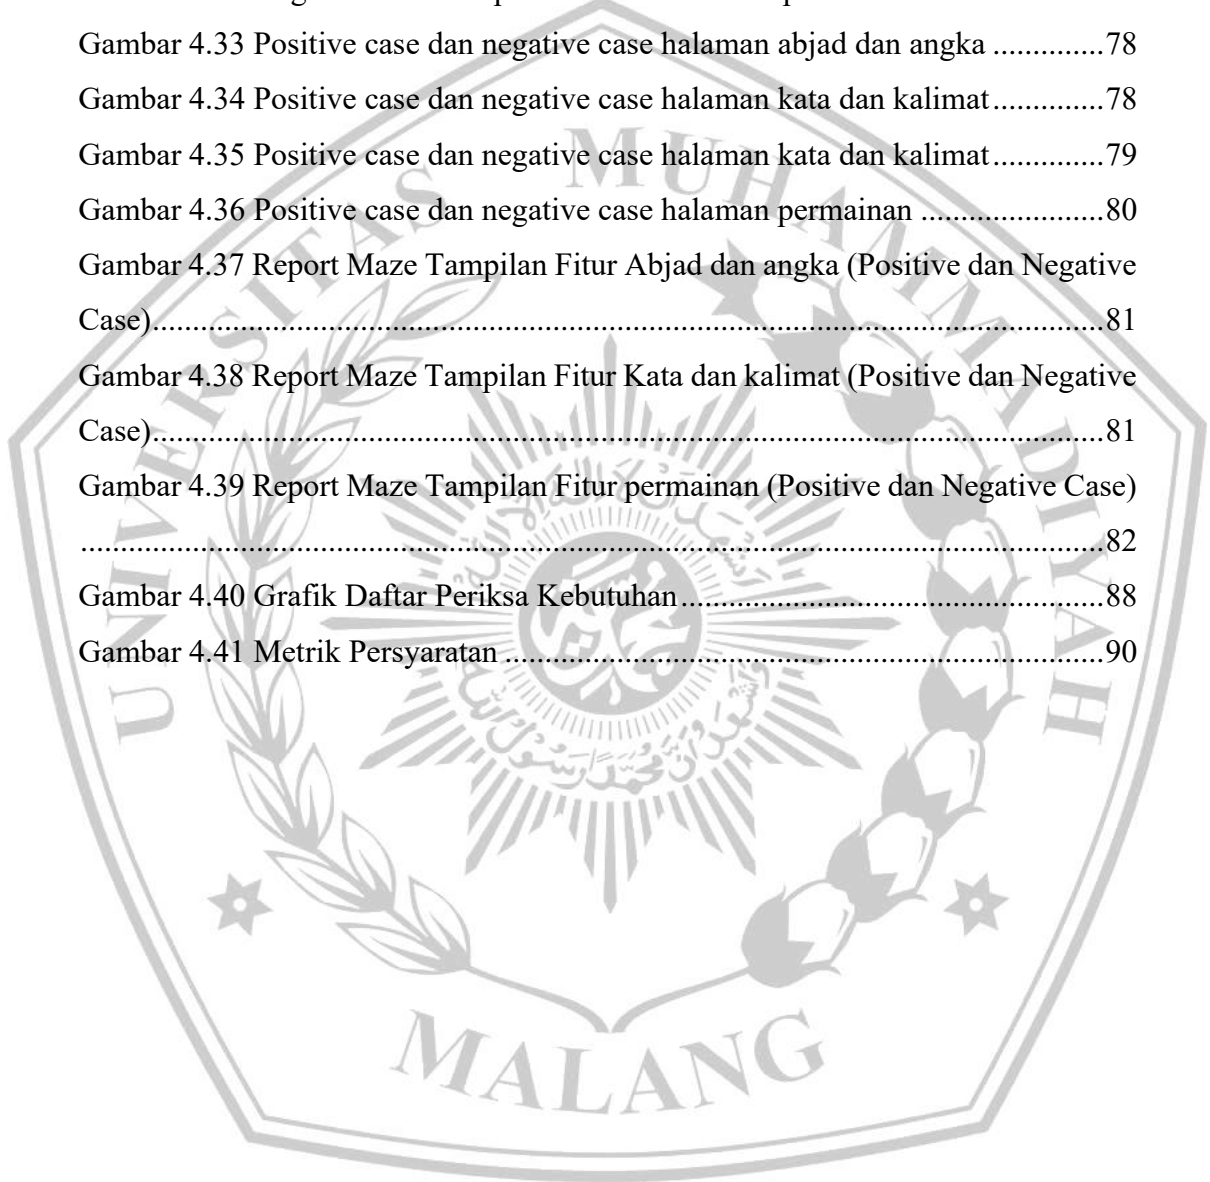 Gambar 4.33 Positive case dan negative case halaman abjad dan angka ..............78
Gambar 4.34 Positive case dan negative case halaman kata dan kalimat..............78
Gambar 4.35 Positive case dan negative case halaman kata dan kalimat..............79
Gambar 4.36 Positive case dan negative case halaman permainan .......................80
Gambar 4.37 Report Maze Tampilan Fitur Abjad dan angka (Positive dan Negative
Case)........................................................................................................................81
Gambar 4.38 Report Maze Tampilan Fitur Kata dan kalimat (Positive dan Negative
Case)........................................................................................................................81
Gambar 4.39 Report Maze Tampilan Fitur permainan (Positive dan Negative Case)
.................................................................................................................................82
Gambar 4.40 Grafik Daftar Periksa Kebutuhan.....................................................88
Gambar 4.41 Metrik Persyaratan ...........................................................................90
UNIVERSITAS MUHAMMADIYAH
MALANG